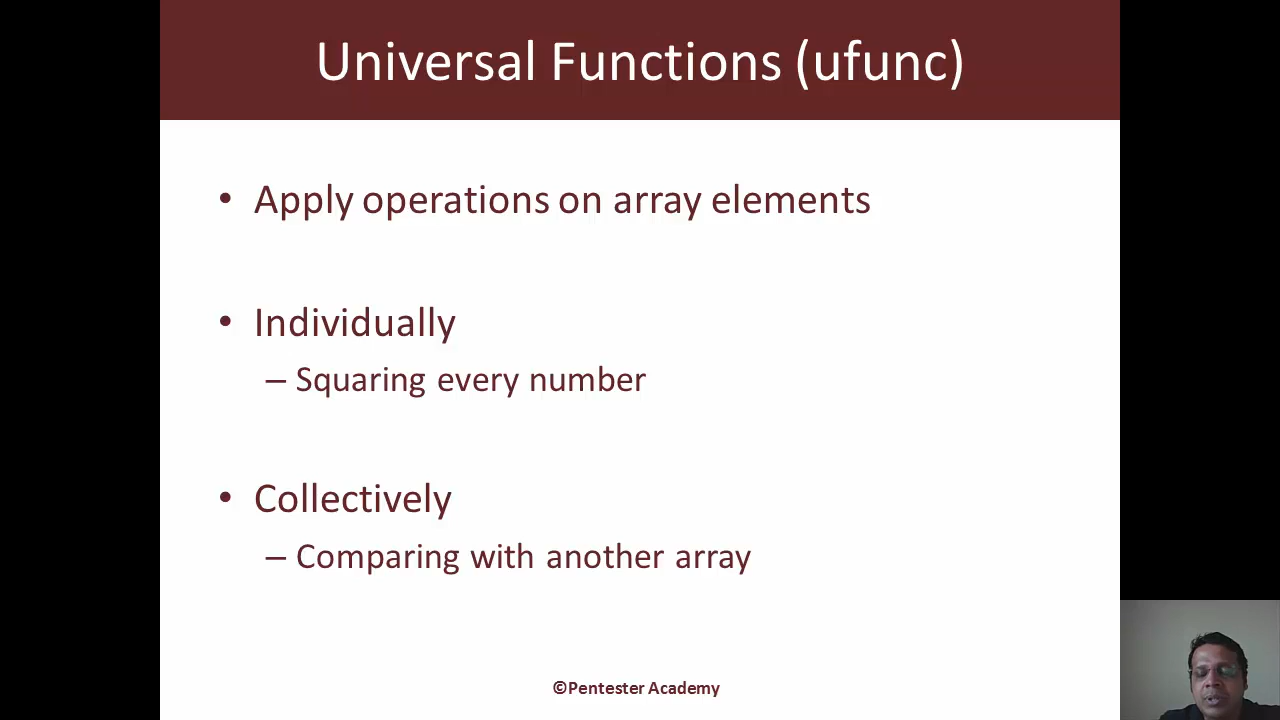 Universal Functions (ufunc)
• Apply operations on array elements
• Individually
– Squaring every number
• Collectively
– Comparing with another array
©Pentester Academy